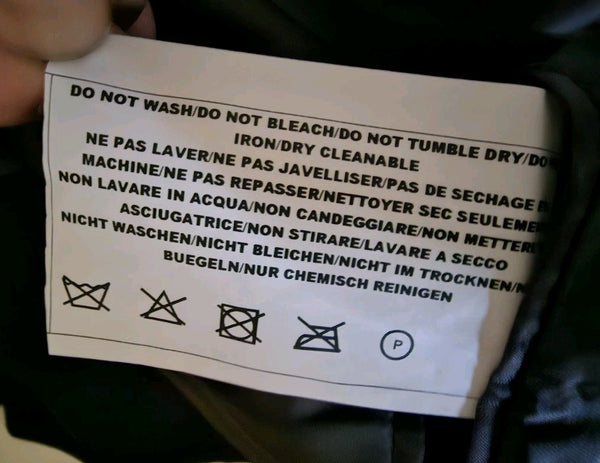 DO NOT WASH/DO NOT BLEACH/DO NOT TUMBLE DRY/DO
IRON/DRY CLEANABLE
NE PAS LAVER/NE PAS JAVELLISER/PAS DE SECHAGE
MACHINE/NE PAS REPASSER/NETTOYER SEC SEULEME
NON LAVARE IN ACQUA/NON CANDEGGIARE/NON METTER
ASCIUGATRICE/NON STIRARE/LAVARE A SECCO
NICHT WASCHEN/NICHT BLEICHEN/NICHT IM TROCKNEN/
BUEGELN/NUR CHEMISCH REINIGEN
P